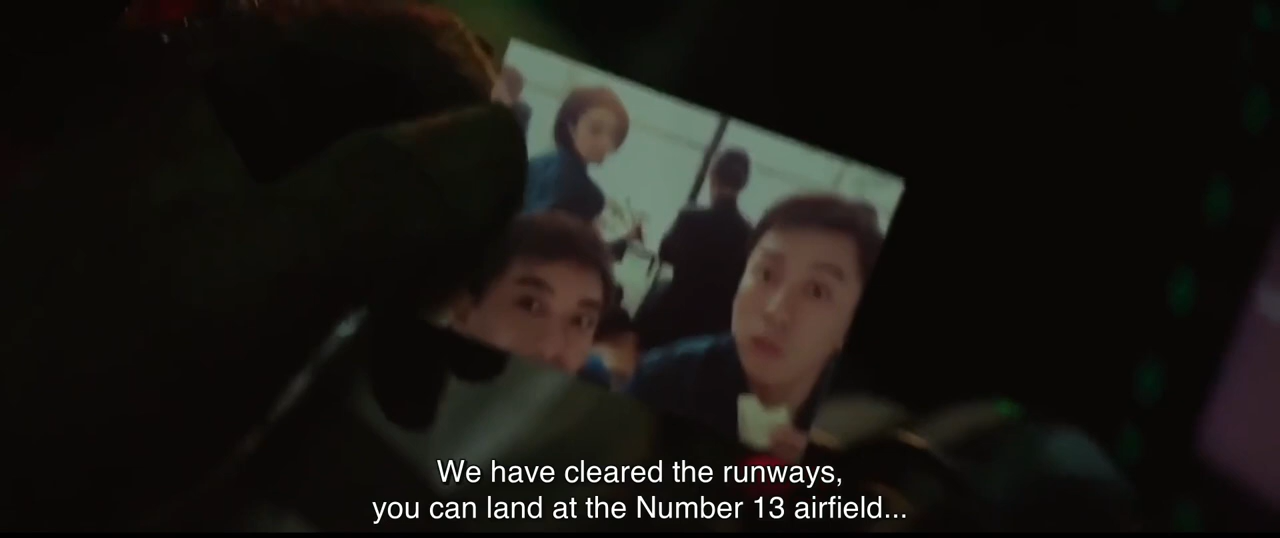 We have cleared the runways,
you can land at the Number 13 airfield...